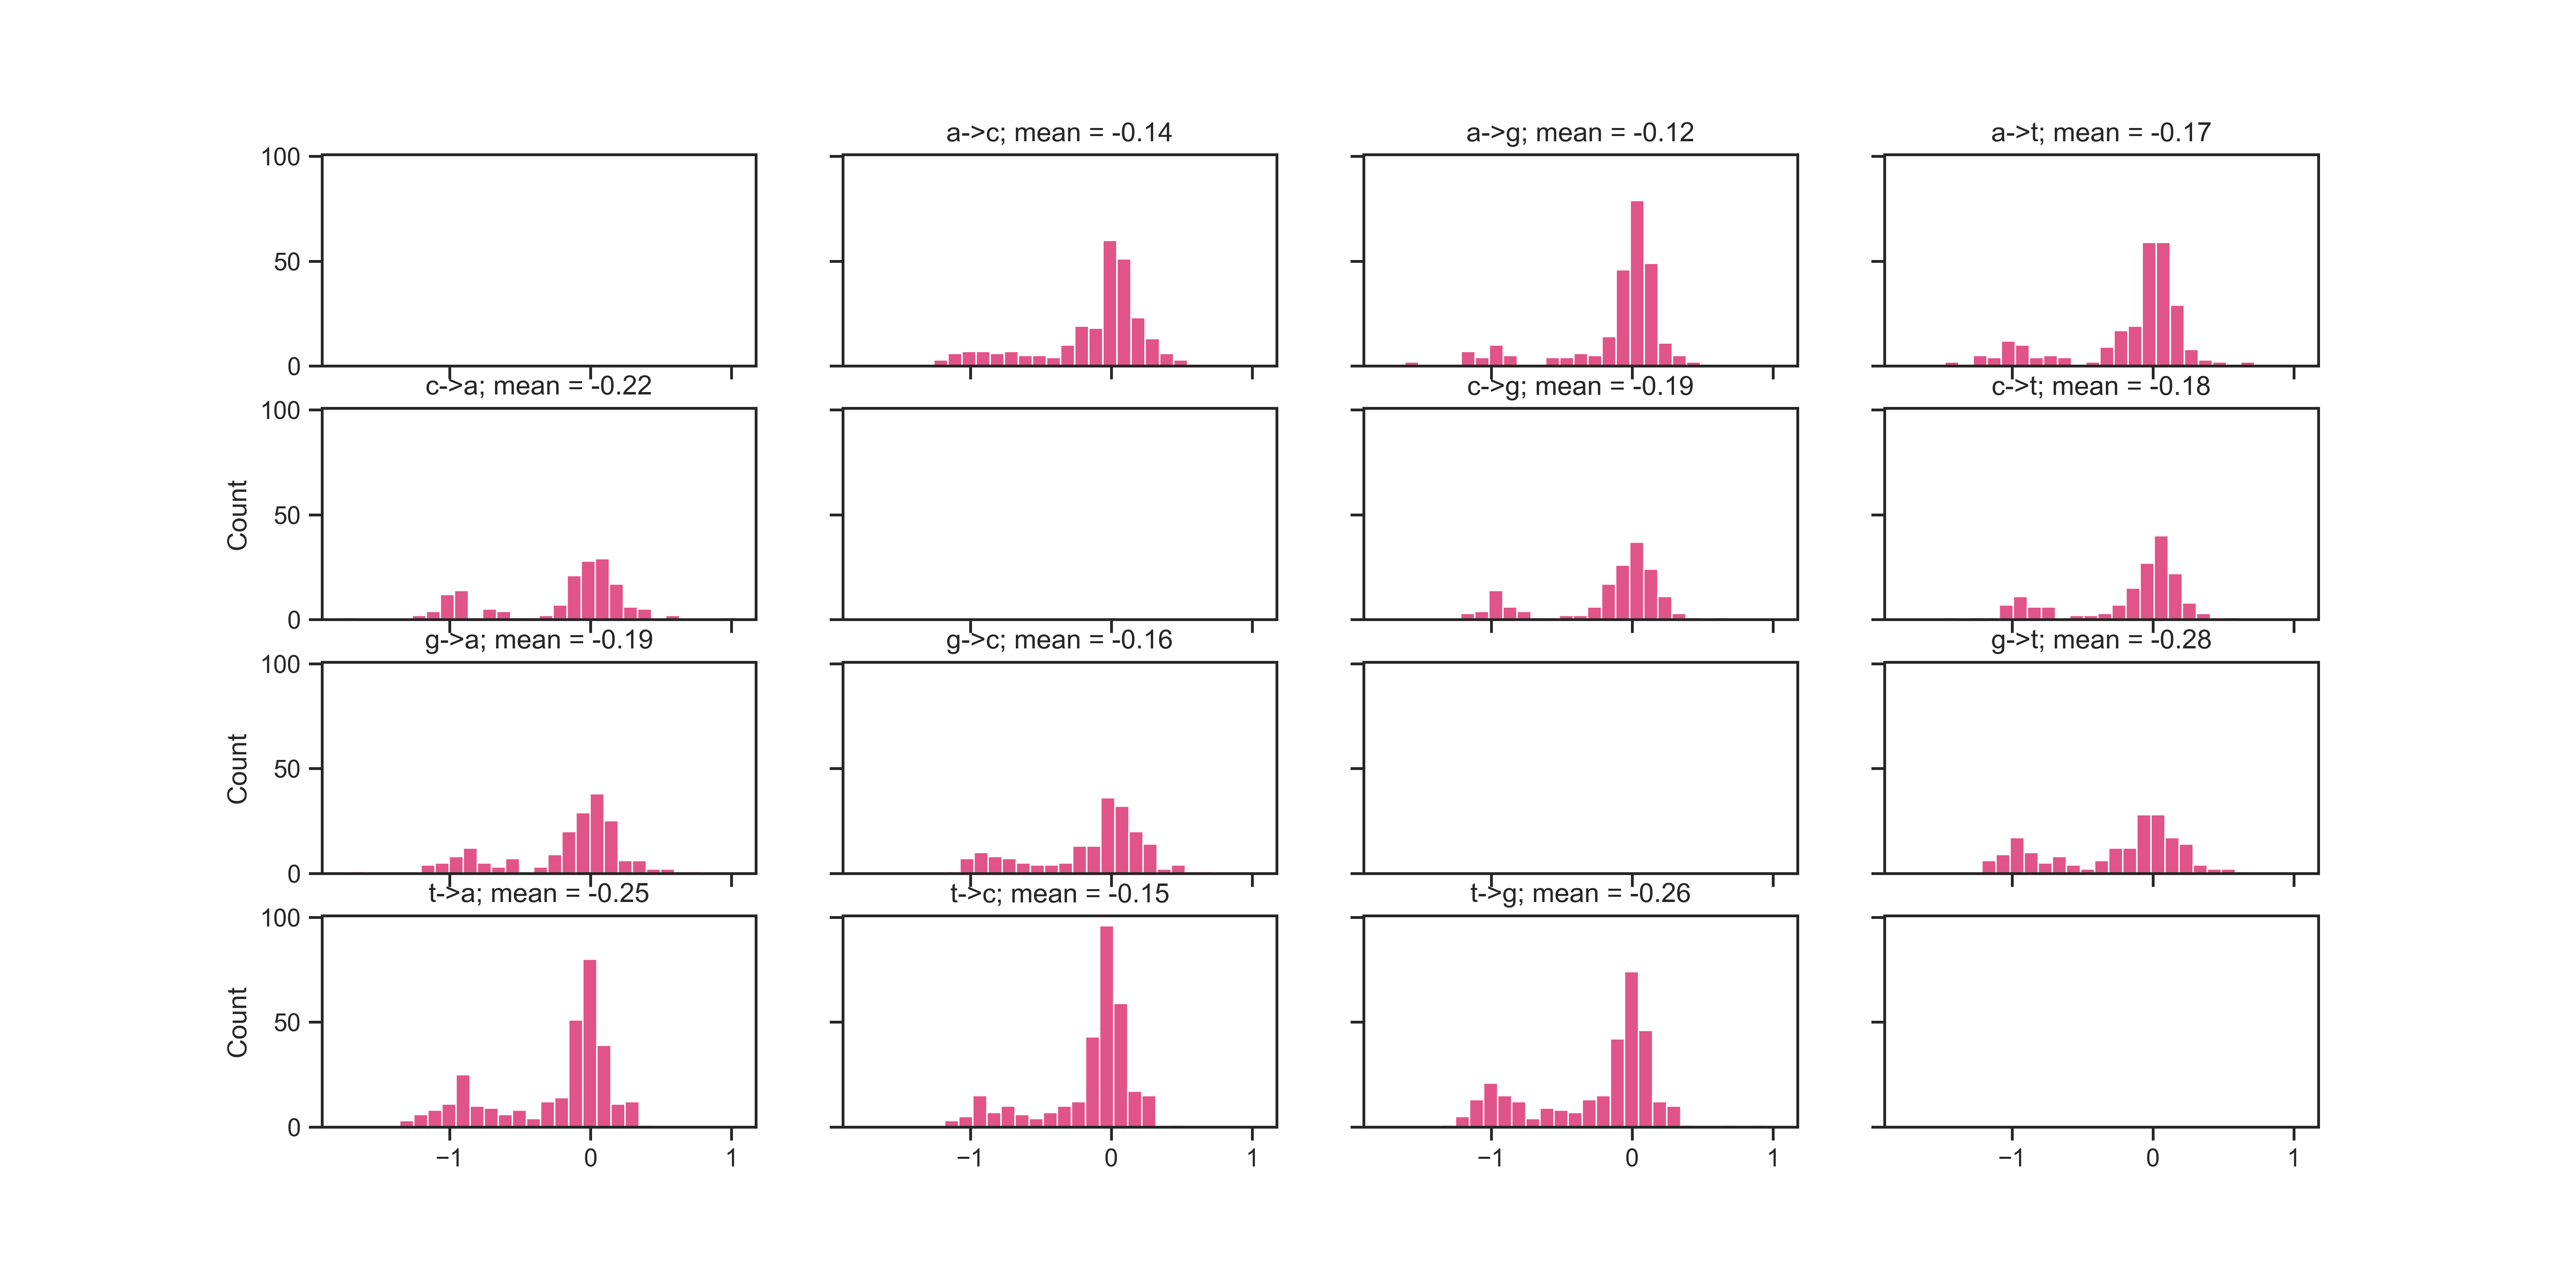 a->c; mean = -0.14
a->g; mean = -0.12
a->t; mean = -0.17
100
50
0
c->a; mean = -0.22
c->g; mean = -0.19
c->t; mean = -0.18
100
50
0
Count
g->a; mean = -0.19
g->c; mean = -0.16
g->t; mean = -0.28
100
50
0
Count
t->a; mean = -0.25
t->c; mean = -0.15
t->g; mean = -0.26
100
50
0
Count
−1 0 1
−1 0 1
−1 0 1
−1 0 1